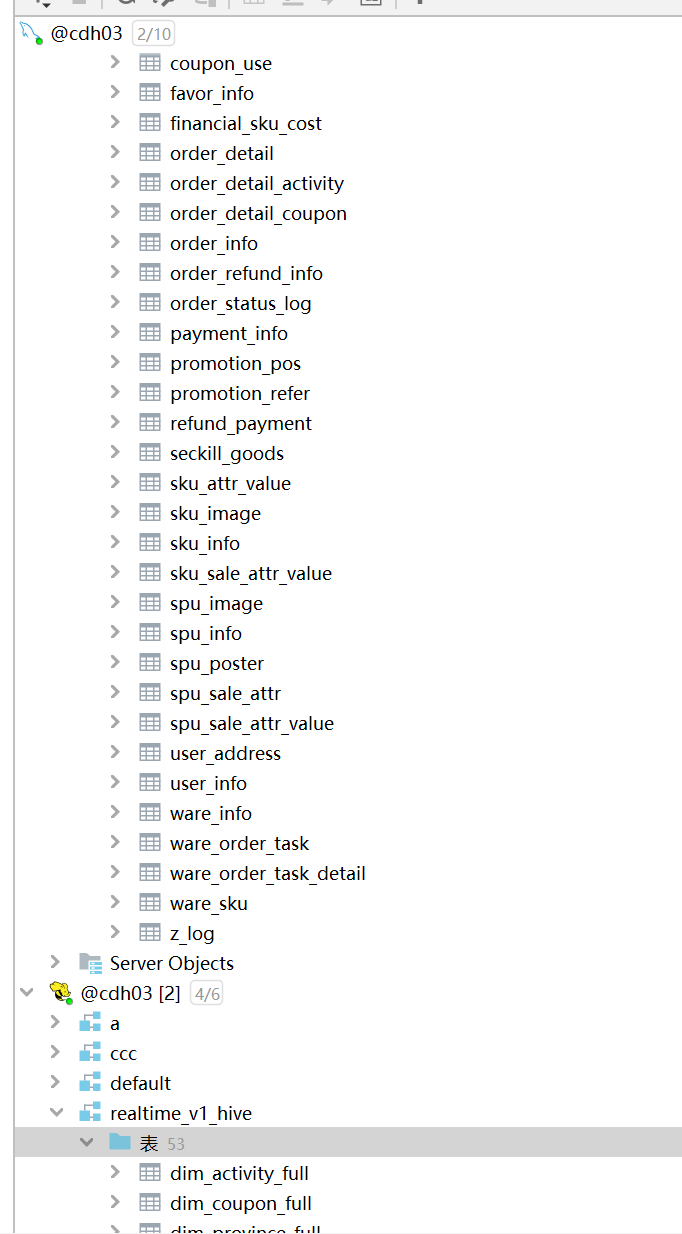 @cdh03 2/10
coupon_use
favor_info
financial_sku_cost
order_detail
order_detail_activity
order_detail_coupon
order_info
order_refund_info
order_status_log
payment_info
promotion_pos
promotion_refer
refund_payment
seckill_goods
sku_attr_value
sku_image
sku_info
sku_sale_attr_value
spu_image
spu_info
spu_poster
spu_sale_attr
spu_sale_attr_value
user_address
user_info
ware_info
ware_order_task
ware_order_task_detail
ware_sku
z_log
Server Objects
@cdh03 [2] 4/6
a
ccc
default
realtime_v1_hive
表 53
dim_activity_full
dim_coupon_full
dim_province_full